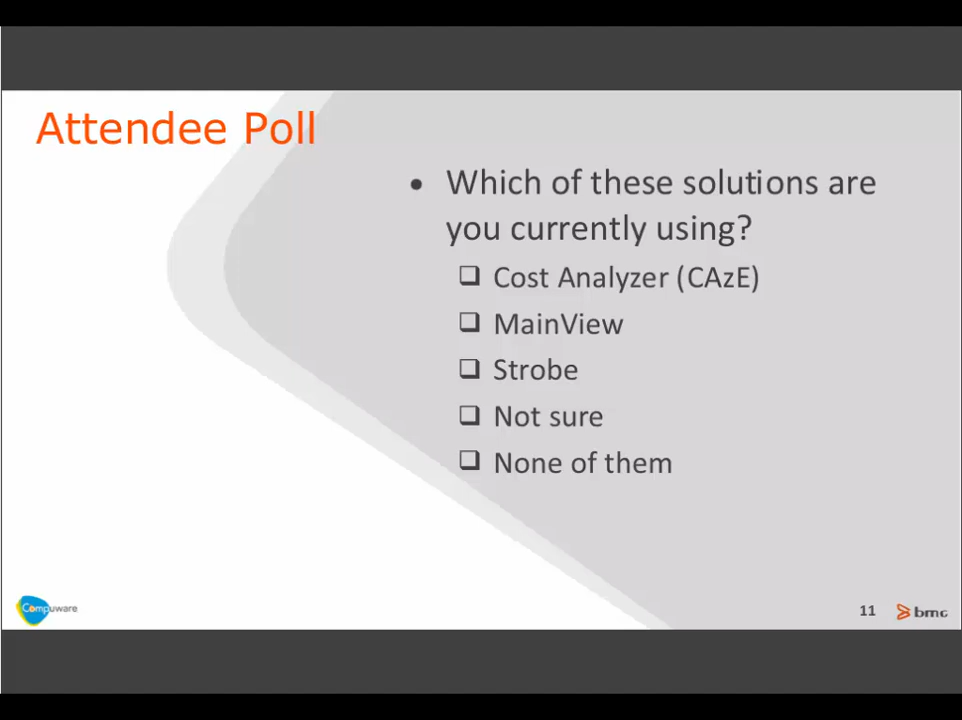 Attendee Poll
• Which of these solutions are
you currently using?
❑ Cost Analyzer (CAzE)
❑ MainView
❑ Strobe
❑ Not sure
❑ None of them
Compuware
11
bmc